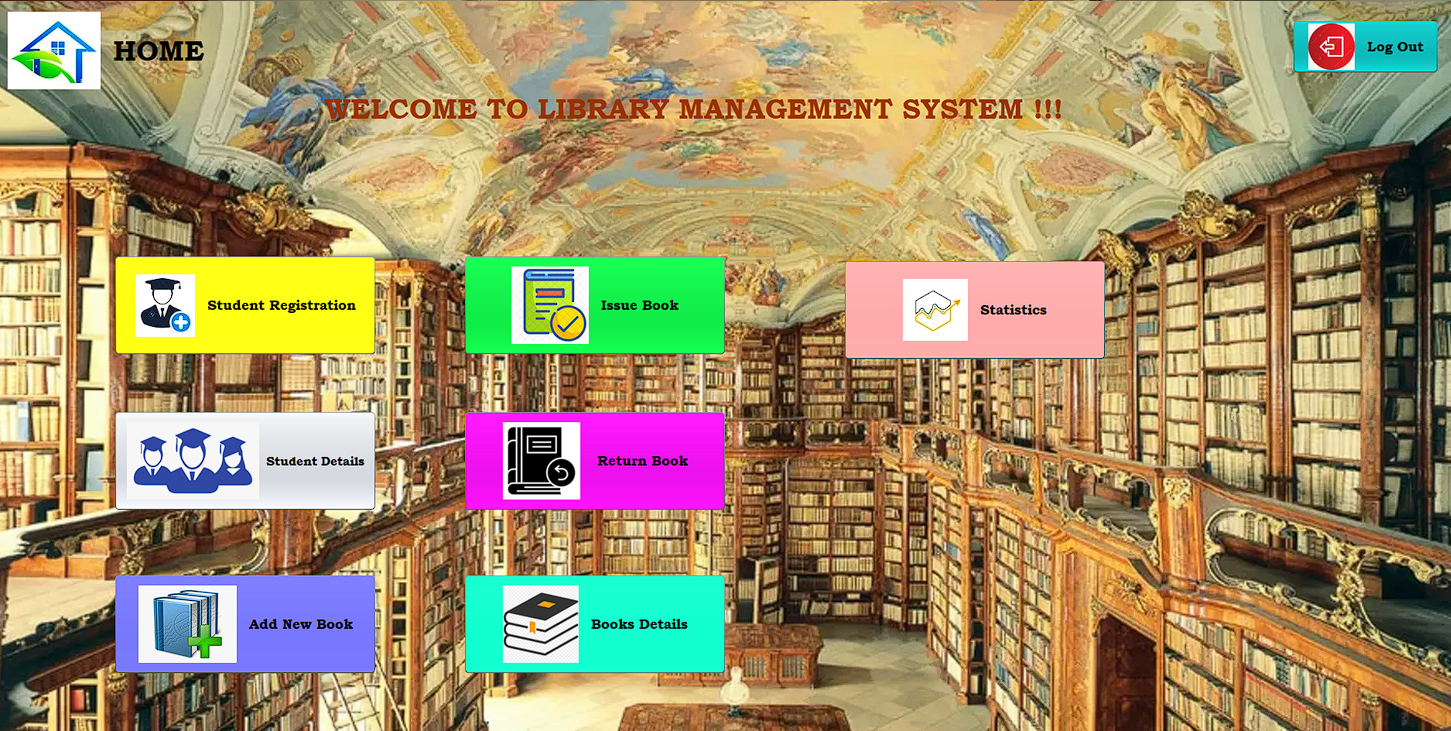 HOME
Log Out
WELCOME TO LIBRARY MANAGEMENT SYSTEM !!!
Student Registration
Issue Book
Statistics
Student Details
Return Book
Add New Book
Books Details